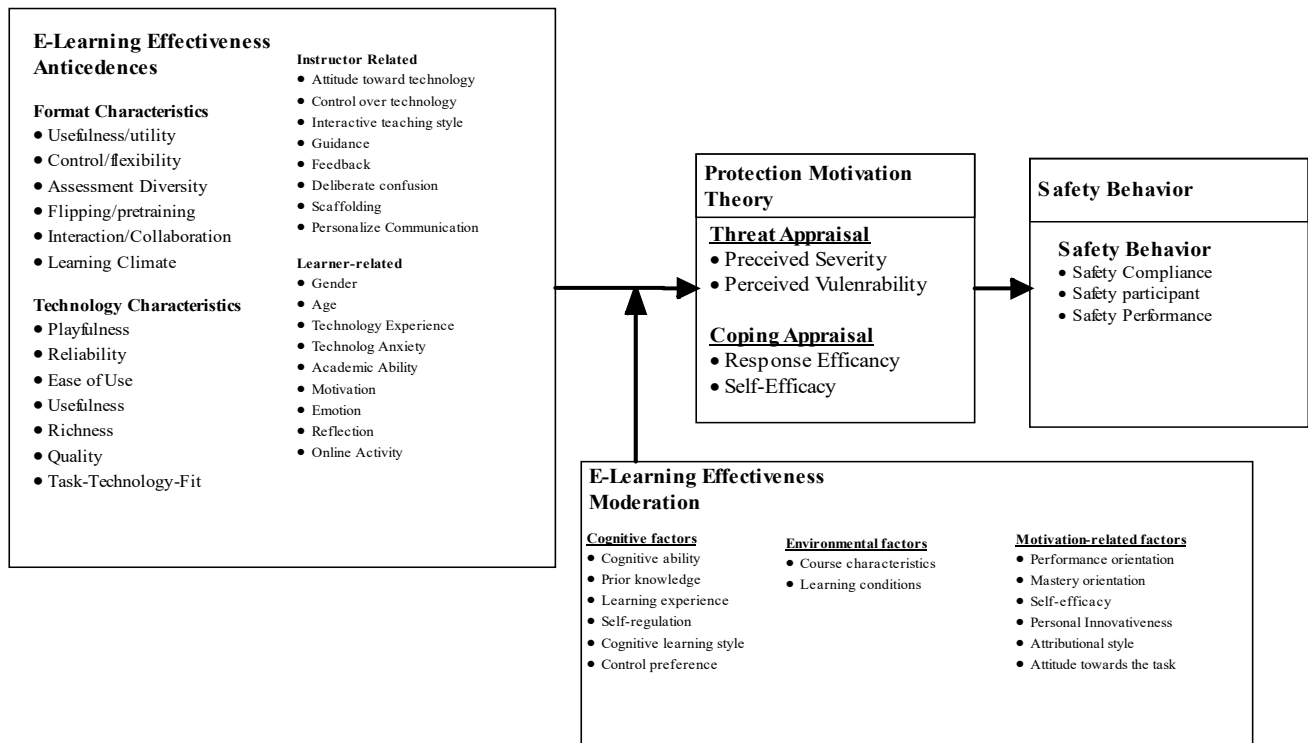 E-Learning Effectiveness
Anticedences
Format Characteristics
● Usefulness/utility
● Control/flexibility
● Assessment Diversity
● Flipping/pretraining
● Interaction/Collaboration
● Learning Climate
Technology Characteristics
● Playfulness
● Reliability
● Ease of Use
● Usefulness
● Richness
● Quality
● Task-Technology-Fit
Instructor Related
● Attitude toward technology
● Control over technology
● Interactive teaching style
● Guidance
● Feedback
● Deliberate confusion
● Scaffolding
● Personalize Communication
Learner-related
● Gender
● Age
● Technology Experience
● Technolog Anxiety
● Academic Ability
● Motivation
● Emotion
● Reflection
● Online Activity
Protection Motivation
Theory
Threat Appraisal
● Preceived Severity
● Perceived Vulenrability
Coping Appraisal
● Response Efficancy
● Self-Efficacy
Safety Behavior
Safety Behavior
● Safety Compliance
● Safety participant
● Safety Performance
E-Learning Effectiveness
Moderation
Cognitive factors
● Cognitive ability
● Prior knowledge
● Learning experience
● Self-regulation
● Cognitive learning style
● Control preference
Environmental factors
● Course characteristics
● Learning conditions
Motivation-related factors
● Performance orientation
● Mastery orientation
● Self-efficacy
● Personal Innovativeness
● Attributional style
● Attitude towards the task